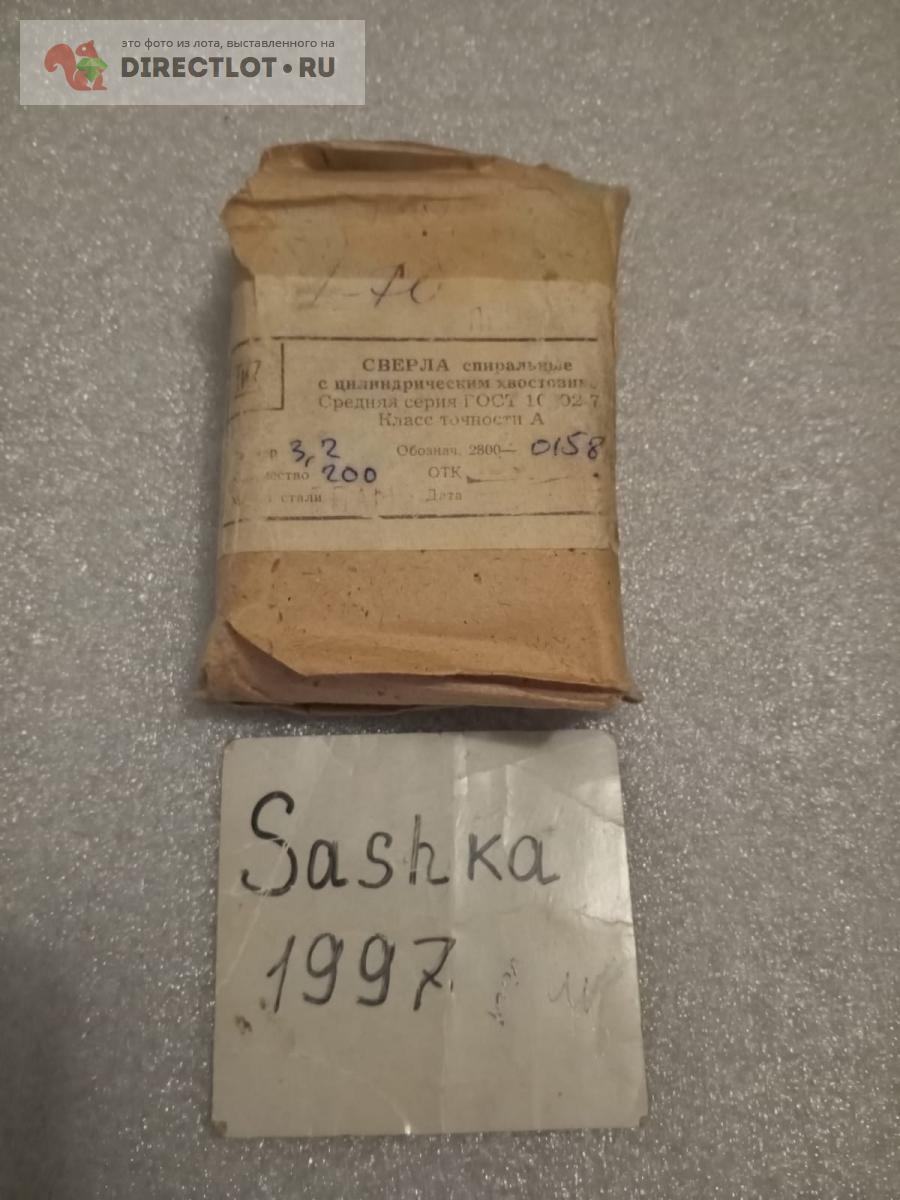 это фото из лота, выставленного на
DIRECTLOT.RU
СВЕРЛА спиральные
с цилиндрическим
Средняя серия ГОСТ
Класс точности А
3,2 Обознач. 2800— 0158
200 ОТК
стали Дата
Sashka
1997